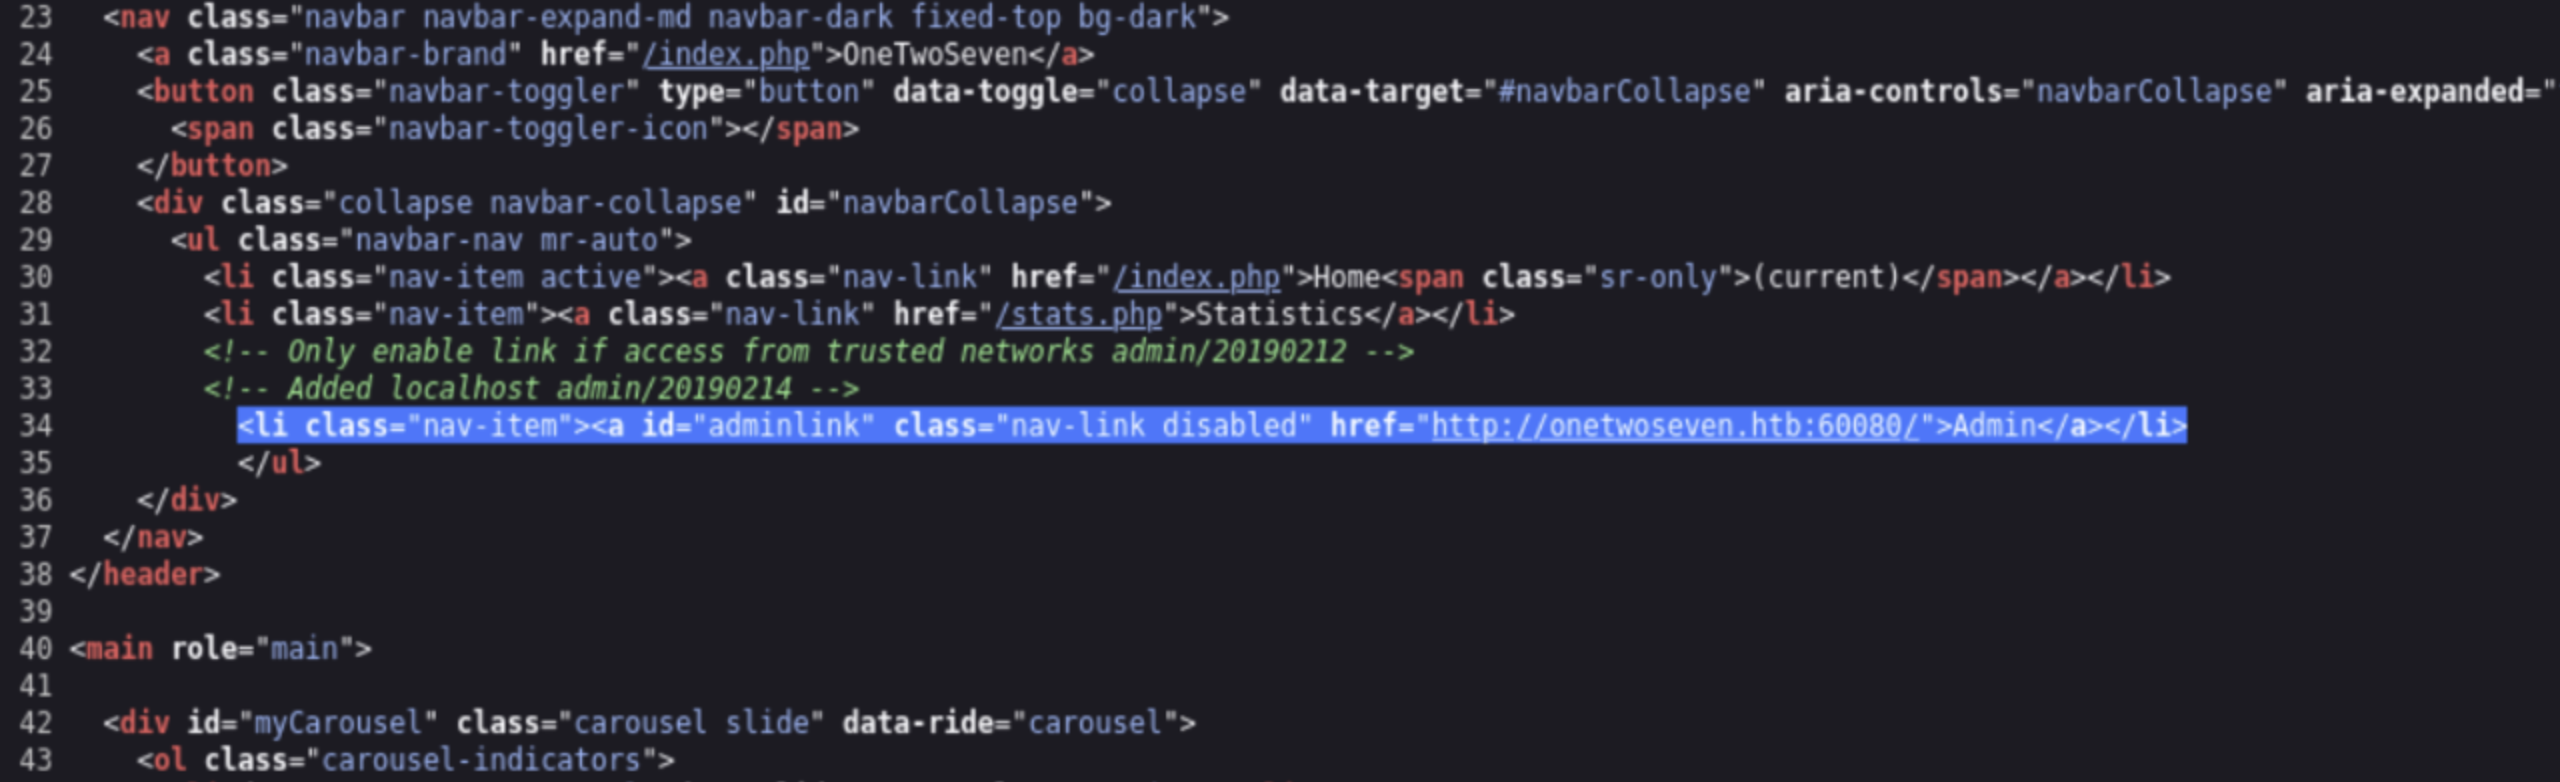 23 <nav class="navbar navbar-expand-md navbar-dark fixed-top bg-dark">
24 <a class="navbar-brand" href="/index.php">OneTwoSeven</a>
25 <button class="navbar-toggler" type="button" data-toggle="collapse" data-target="#navbarCollapse" aria-controls="navbarCollapse" aria-expanded="
26 <span class="navbar-toggler-icon"></span>
27 </button>
28 <div class="collapse navbar-collapse" id="navbarCollapse">
29 <ul class="navbar-nav mr-auto">
30 <li class="nav-item active"><a class="nav-link" href="/index.php">Home<span class="sr-only">(current)</span></a></li>
31 <li class="nav-item"><a class="nav-link" href="/stats.php">Statistics</a></li>
32 <!-- Only enable link if access from trusted networks admin/20190212 -->
33 <!-- Added localhost admin/20190214 -->
34 <li class="nav-item"><a id="adminlink" class="nav-link disabled" href="http://onetwoseven.htb:60080/">Admin</a></li>
35 </ul>
36 </div>
37 </nav>
38 </header>
39
40 <main role="main">
41
42 <div id="myCarousel" class="carousel slide" data-ride="carousel">
43 <ol class="carousel-indicators">